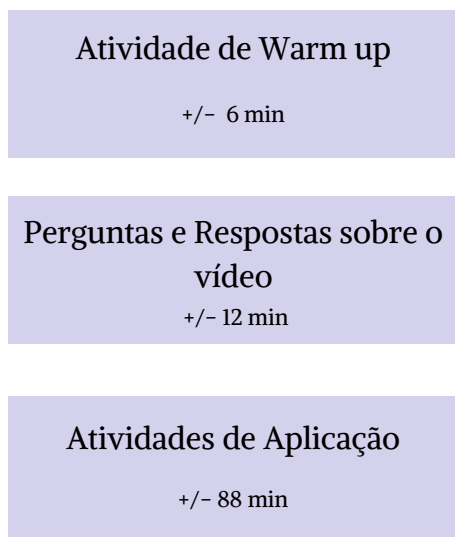 Atividade de Warm up
+/- 6 min
Perguntas e Respostas sobre o
vídeo
+/- 12 min
Atividades de Aplicação
+/- 88 min